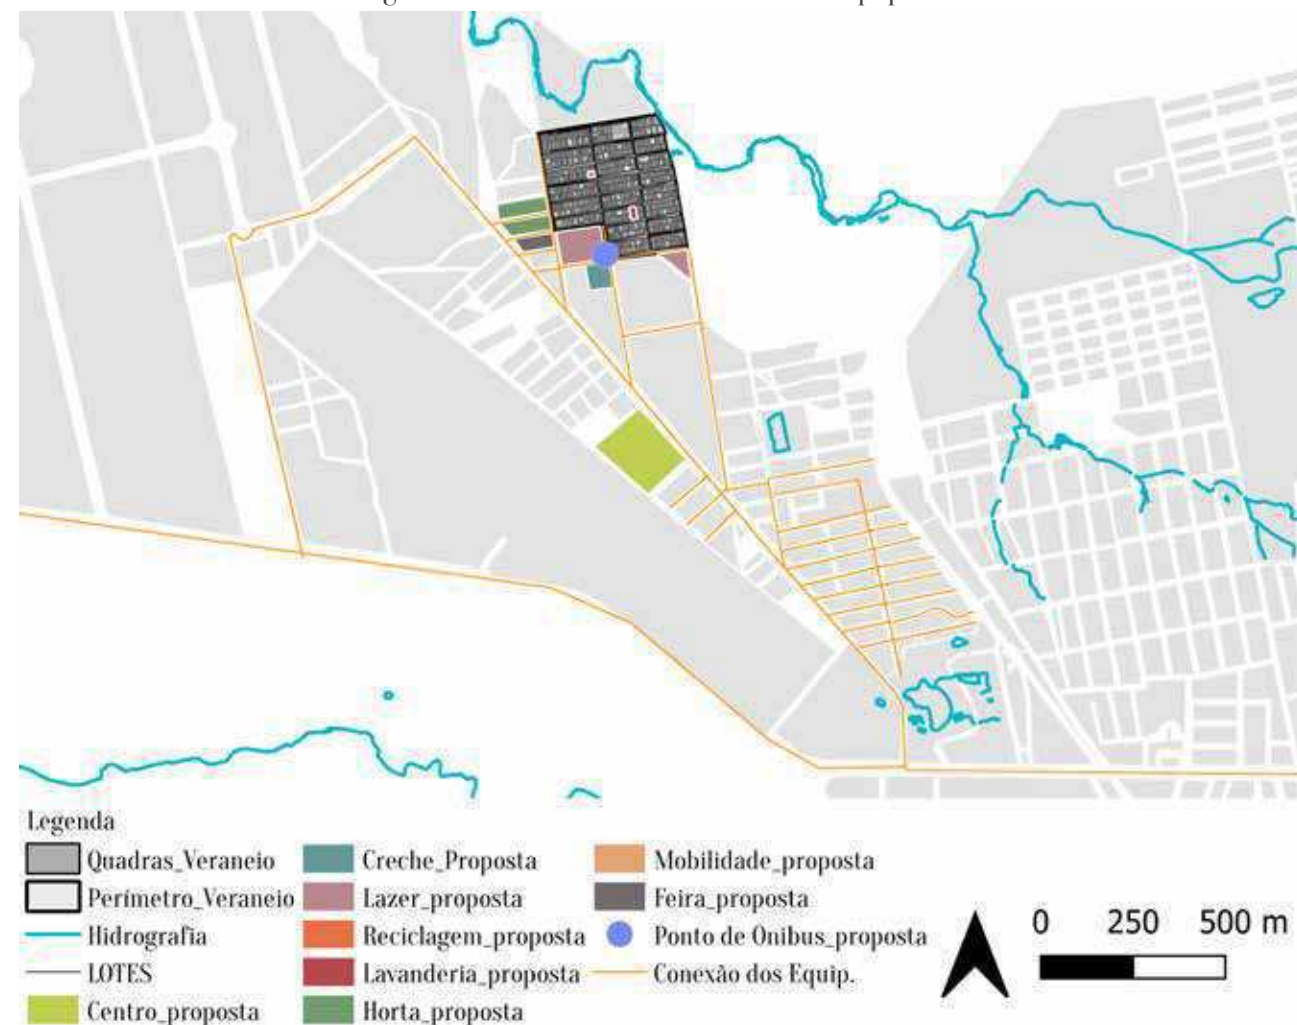 Legenda
Quadras_Veraneio
Perímetro_Veraneio
Hidrografia
LOTES
Centro_proposta
Creche_Proposta
Lazer_proposta
Reciclagem_proposta
Lavanderia_proposta
Horta_proposta
Mobilidade_proposta
Feira_proposta
Ponto de Onibus_proposta
Conexão dos Equip.
0 250 500 m